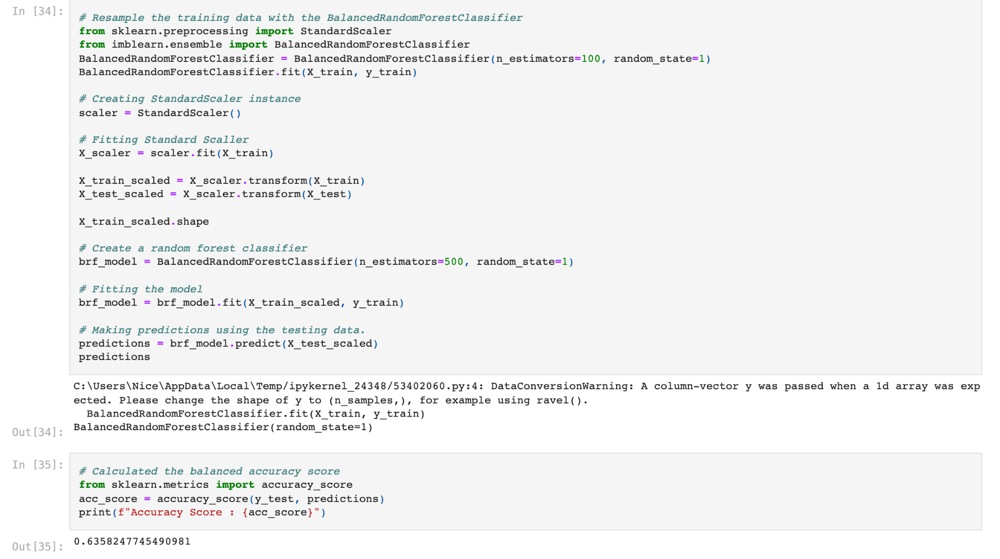 In [34]:
# Resample the training data with the BalancedRandomForestClassifier
from sklearn.preprocessing import StandardScaler
from imblearn.ensemble import BalancedRandomForestClassifier
BalancedRandomForestClassifier = BalancedRandomForestClassifier(n_estimators=100, random_state=1)
BalancedRandomForestClassifier.fit(X_train, y_train)
# Creating StandardScaler instance
scaler = StandardScaler()
# Fitting Standard Scaller
X_scaler = scaler.fit(X_train)
X_train_scaled = X_scaler.transform(X_train)
X_test_scaled = X_scaler.transform(X_test)
X_train_scaled.shape
# Create a random forest classifier
brf_model = BalancedRandomForestClassifier(n_estimators=500, random_state=1)
# Fitting the model
brf_model = brf_model.fit(X_train_scaled, y_train)
# Making predictions using the testing data.
predictions = brf_model.predict(X_test_scaled)
predictions
C:\Users\Nice\AppData\Local\Temp/ipykernel_24348/53402060.py:4: DataConversionWarning: A column-vector y was passed when a 1d array was exp
ected. Please change the shape of y to (n_samples,), for example using ravel().
BalancedRandomForestClassifier.fit(X_train, y_train)
Out[34]: BalancedRandomForestClassifier(random_state=1)
In [35]:
# Calculated the balanced accuracy score
from sklearn.metrics import accuracy_score
acc_score = accuracy_score(y_test, predictions)
print(f"Accuracy Score : {acc_score}")
Out[35]: 0.6358247745490981